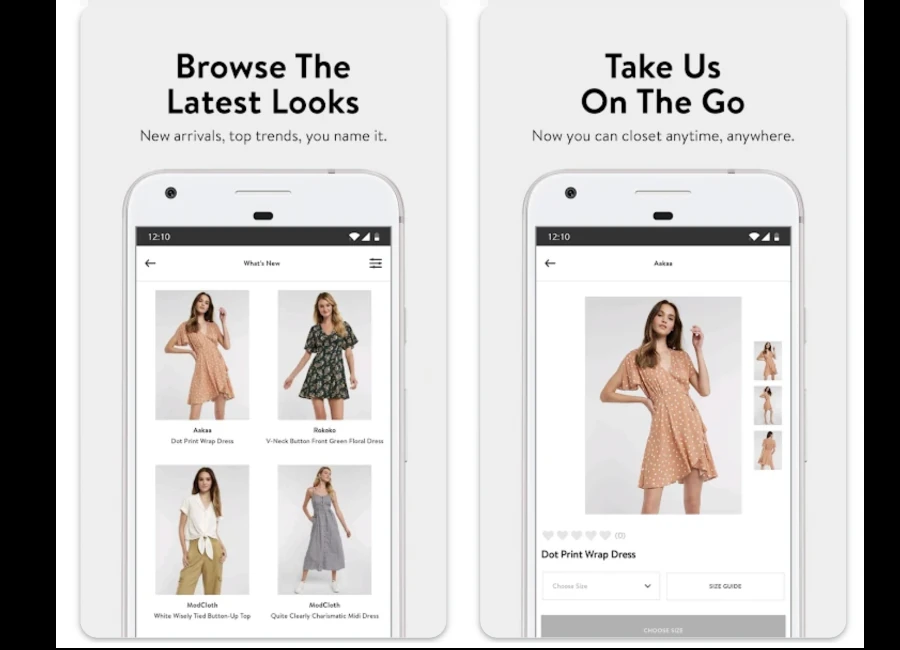 Browse The
Latest Looks
New arrivals, top trends, you name it.
12:10
What's New
Askaa
Dot Print Wrap Dress
Rokoko
V-Neck Button Front Green Floral Dress
ModCloth
White Wisely Tied Button-Up Top
ModCloth
Quite Clearly Charismatic Midi Dress
Take Us
On The Go
Now you can closet anytime, anywhere.
12:10
Askaa
(0)
Dot Print Wrap Dress
Choose Size
SIZE GUIDE
CHOOSE SIZE